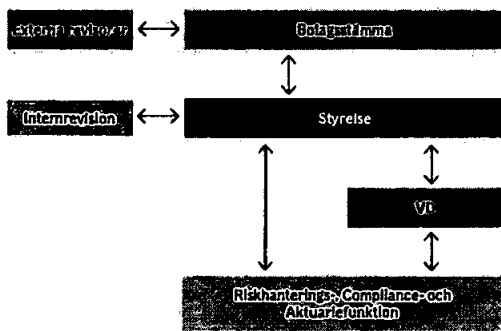 Externa revisorer
Bolagsstämma
Internrevision
Styrelse
VD
Riskhanterings-, Compliance- och
Aktuariefunktion